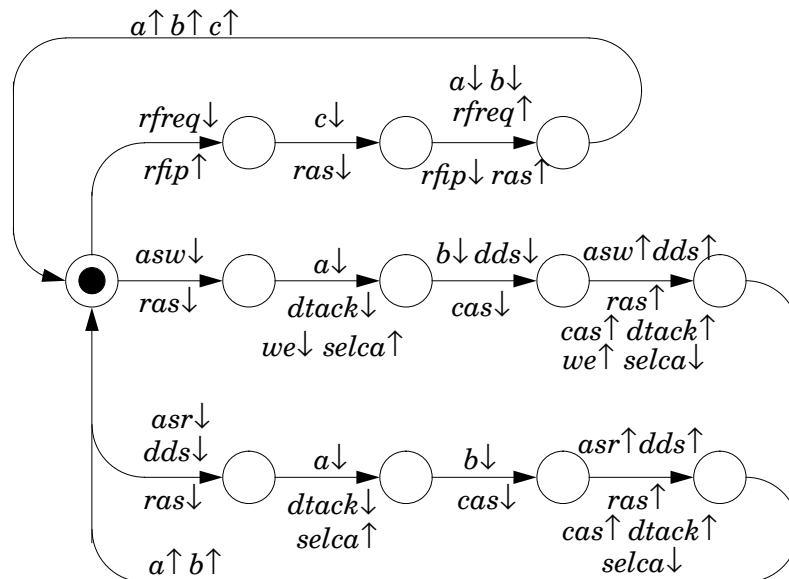 a↑ b↑ c↑
a↓ b↓
rfreq↓ c↓ rfreq↑
rfip↑ ras↓ rfip↓ ras↑
asw↓ a↓ b↓ dds↓ asw↑ dds↑
ras↓ dtack↓ cas↓ ras↑
we↓ selca↑ cas↑ dtack↑
we↑ selca↓
asr↓
dds↓ a↓ b↓ asr↑ dds↑
ras↓ dtack↓ cas↓ ras↑
selca↑ cas↑ dtack↑
a↑ b↑ selca↓